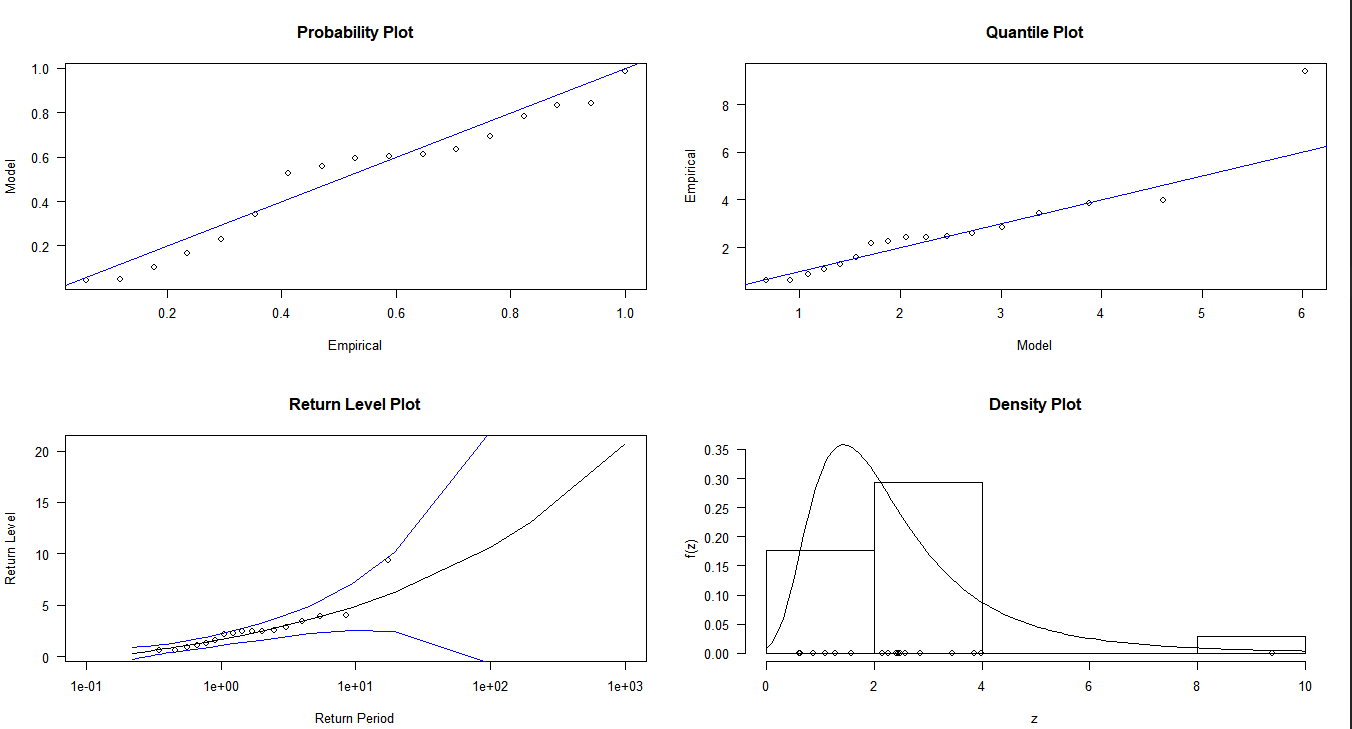 Probability Plot
Model
1.0
0.8
0.6
0.4
0.2
0.2 0.4 0.6 0.8 1.0
Empirical
Quantile Plot
Empirical
8
6
4
2
1 2 3 4 5 6
Model
Return Level Plot
Return Level
20
15
10
5
0
1e-01 1e+00 1e+01 1e+02 1e+03
Return Period
Density Plot
f(z)
0.35
0.30
0.25
0.20
0.15
0.10
0.05
0.00
0 2 4 6 8 10
z